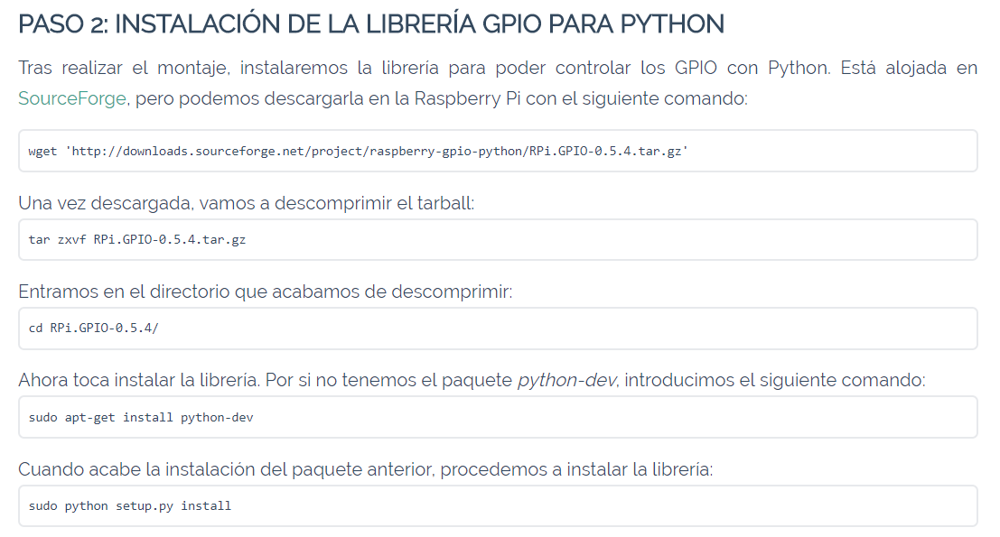 PASO 2: INSTALACIÓN DE LA LIBRERÍA GPIO PARA PYTHON
Tras realizar el montaje, instalaremos la librería para poder controlar los GPIO con Python. Está alojada en
SourceForge, pero podemos descargarla en la Raspberry Pi con el siguiente comando:
wget 'http://downloads.sourceforge.net/project/raspberry-gpio-python/RPi.GPIO-0.5.4.tar.gz'
Una vez descargada, vamos a descomprimir el tarball:
tar zxvf RPi.GPIO-0.5.4.tar.gz
Entramos en el directorio que acabamos de descomprimir:
cd RPi.GPIO-0.5.4/
Ahora toca instalar la librería. Por si no tenemos el paquete python-dev, introducimos el siguiente comando:
sudo apt-get install python-dev
Cuando acabe la instalación del paquete anterior, procedemos a instalar la librería:
sudo python setup.py install